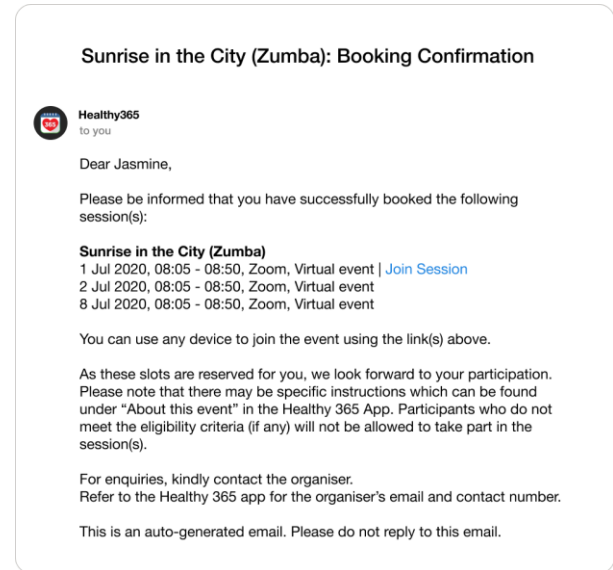 Sunrise in the City (Zumba): Booking Confirmation
365
Healthy365
to you
Dear Jasmine,
Please be informed that you have successfully booked the following
session(s):
Sunrise in the City (Zumba)
1 Jul 2020, 08:05 - 08:50, Zoom, Virtual event | Join Session
2 Jul 2020, 08:05 - 08:50, Zoom, Virtual event
8 Jul 2020, 08:05 - 08:50, Zoom, Virtual event
You can use any device to join the event using the link(s) above.
As these slots are reserved for you, we look forward to your participation.
Please note that there may be specific instructions which can be found
under “About this event” in the Healthy 365 App. Participants who do not
meet the eligibility criteria (if any) will not be allowed to take part in the
session(s).
For enquiries, kindly contact the organiser.
Refer to the Healthy 365 app for the organiser’s email and contact number.
This is an auto-generated email. Please do not reply to this email.